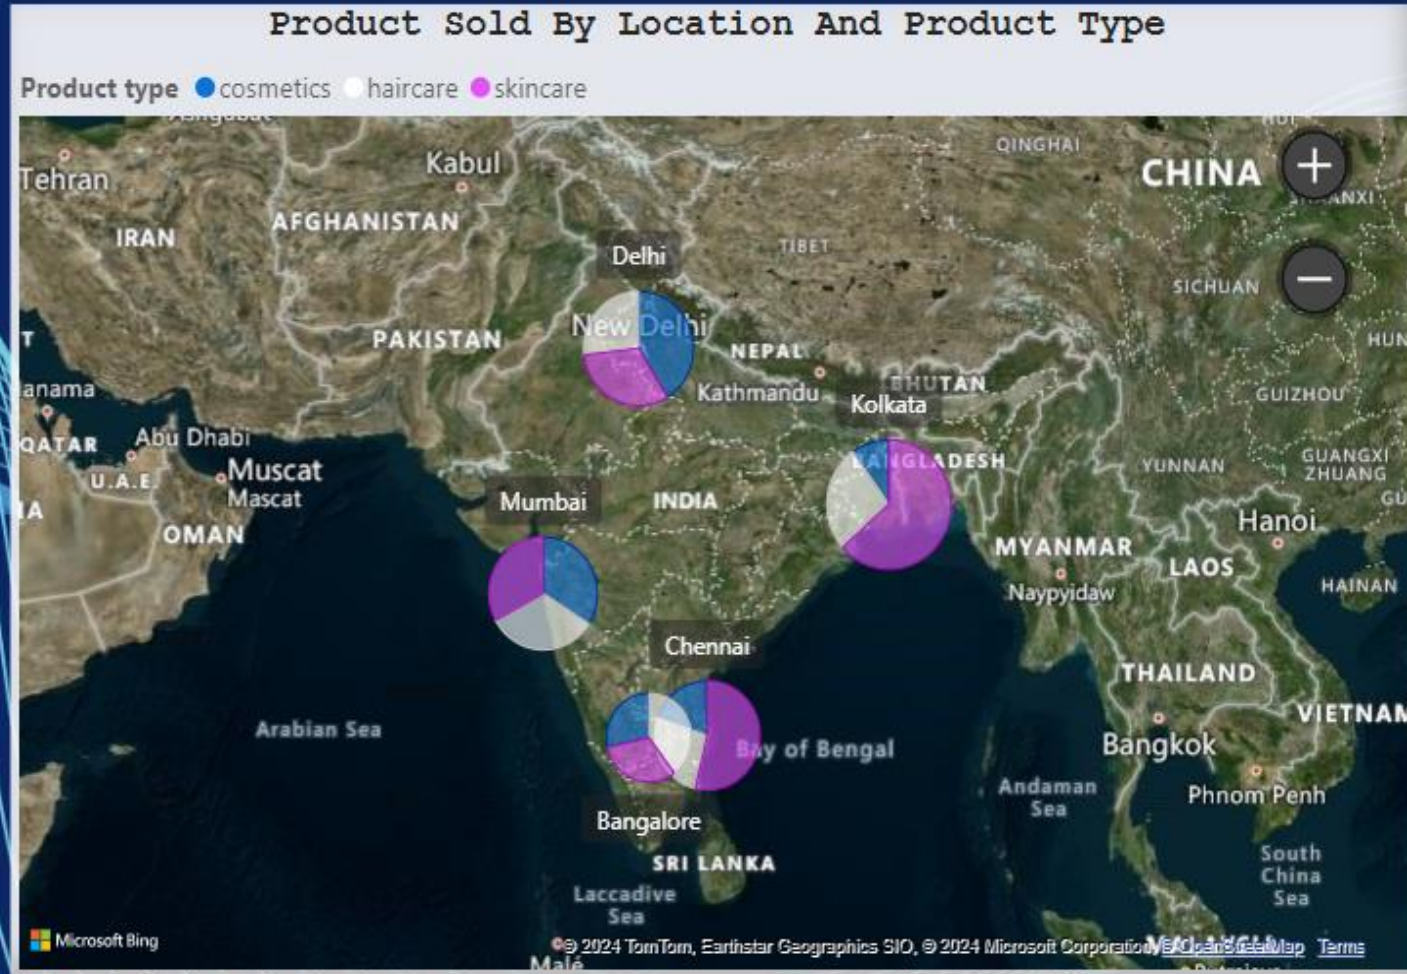 Product Sold By Location And Product Type
Product type cosmetics haircare skincare
QINGHAI
Kabul
CHINA
Tehran
AFGHANISTAN
IRAN
TIBET
Delhi
SICHUAN
New Delhi
PAKISTAN
NEPAL
BHUTAN
Kathmandu
GUIZHOU
Kolkata
QATAR
Abu Dhabi
BANGLADESH
GUANGXI
ZHUANG
YUNNAN
Muscat
Mascat
U.A.E.
Mumbai
INDIA
OMAN
Hanoi
MYANMAR
LAOS
Naypyidaw
HAINAN
Chennai
THAILAND
VIETNAM
Arabian Sea
Bay of Bengal
Bangkok
Andaman
Sea
Phnom Penh
Bangalore
SRI LANKA
South
China
Sea
Laccadive
Sea
Microsoft Bing
© 2024 TomTom, Earthstar Geographics SIO, © 2024 Microsoft Corporation, © OpenStreetMap Terms
Malé